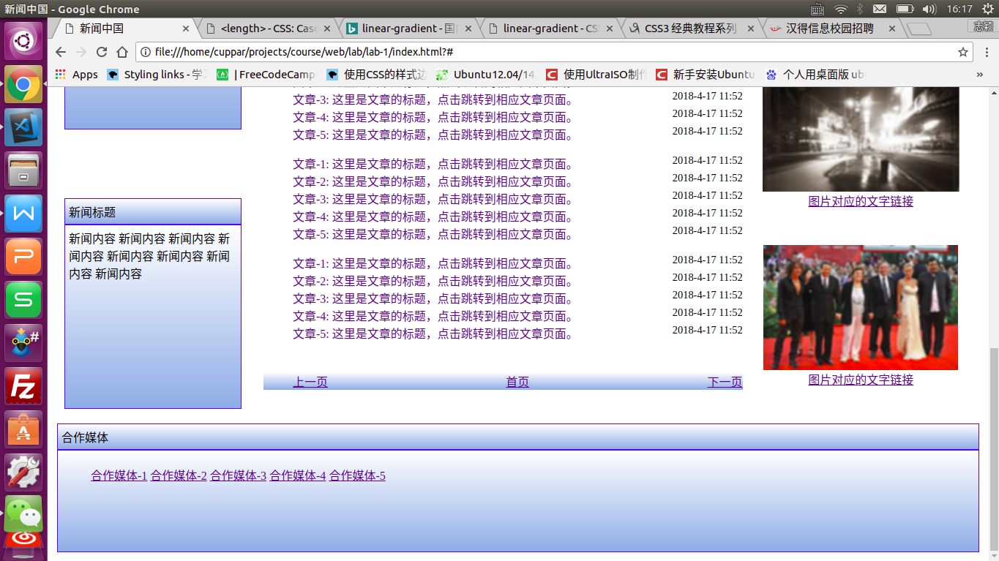 新闻中国 - Google Chrome
16:17
新闻中国
<length> - CSS: Casc
linear-gradient - 国
linear-gradient - CS
CSS3 经典教程系列
汉得信息校园招聘
志颖
file:///home/cuppar/projects/course/web/lab/lab-1/index.html?#
Apps
Styling links - 学
| FreeCodeCamp
使用CSS的样式边
Ubuntu12.04/14.
使用UltraISO制作
新手安装Ubuntu
个人用桌面版 ub
»
文章-3: 这里是文章的标题，点击跳转到相应文章页面。 2018-4-17 11:52
文章-4: 这里是文章的标题，点击跳转到相应文章页面。 2018-4-17 11:52
文章-5: 这里是文章的标题，点击跳转到相应文章页面。 2018-4-17 11:52
文章-1: 这里是文章的标题，点击跳转到相应文章页面。 2018-4-17 11:52
文章-2: 这里是文章的标题，点击跳转到相应文章页面。 2018-4-17 11:52
文章-3: 这里是文章的标题，点击跳转到相应文章页面。 2018-4-17 11:52
文章-4: 这里是文章的标题，点击跳转到相应文章页面。 2018-4-17 11:52
文章-5: 这里是文章的标题，点击跳转到相应文章页面。 2018-4-17 11:52
文章-1: 这里是文章的标题，点击跳转到相应文章页面。 2018-4-17 11:52
文章-2: 这里是文章的标题，点击跳转到相应文章页面。 2018-4-17 11:52
文章-3: 这里是文章的标题，点击跳转到相应文章页面。 2018-4-17 11:52
文章-4: 这里是文章的标题，点击跳转到相应文章页面。 2018-4-17 11:52
文章-5: 这里是文章的标题，点击跳转到相应文章页面。 2018-4-17 11:52
上一页 首页 下一页
新闻标题
新闻内容 新闻内容 新闻内容 新
闻内容 新闻内容 新闻内容 新闻
内容 新闻内容
图片对应的文字链接
图片对应的文字链接
合作媒体
合作媒体-1 合作媒体-2 合作媒体-3 合作媒体-4 合作媒体-5